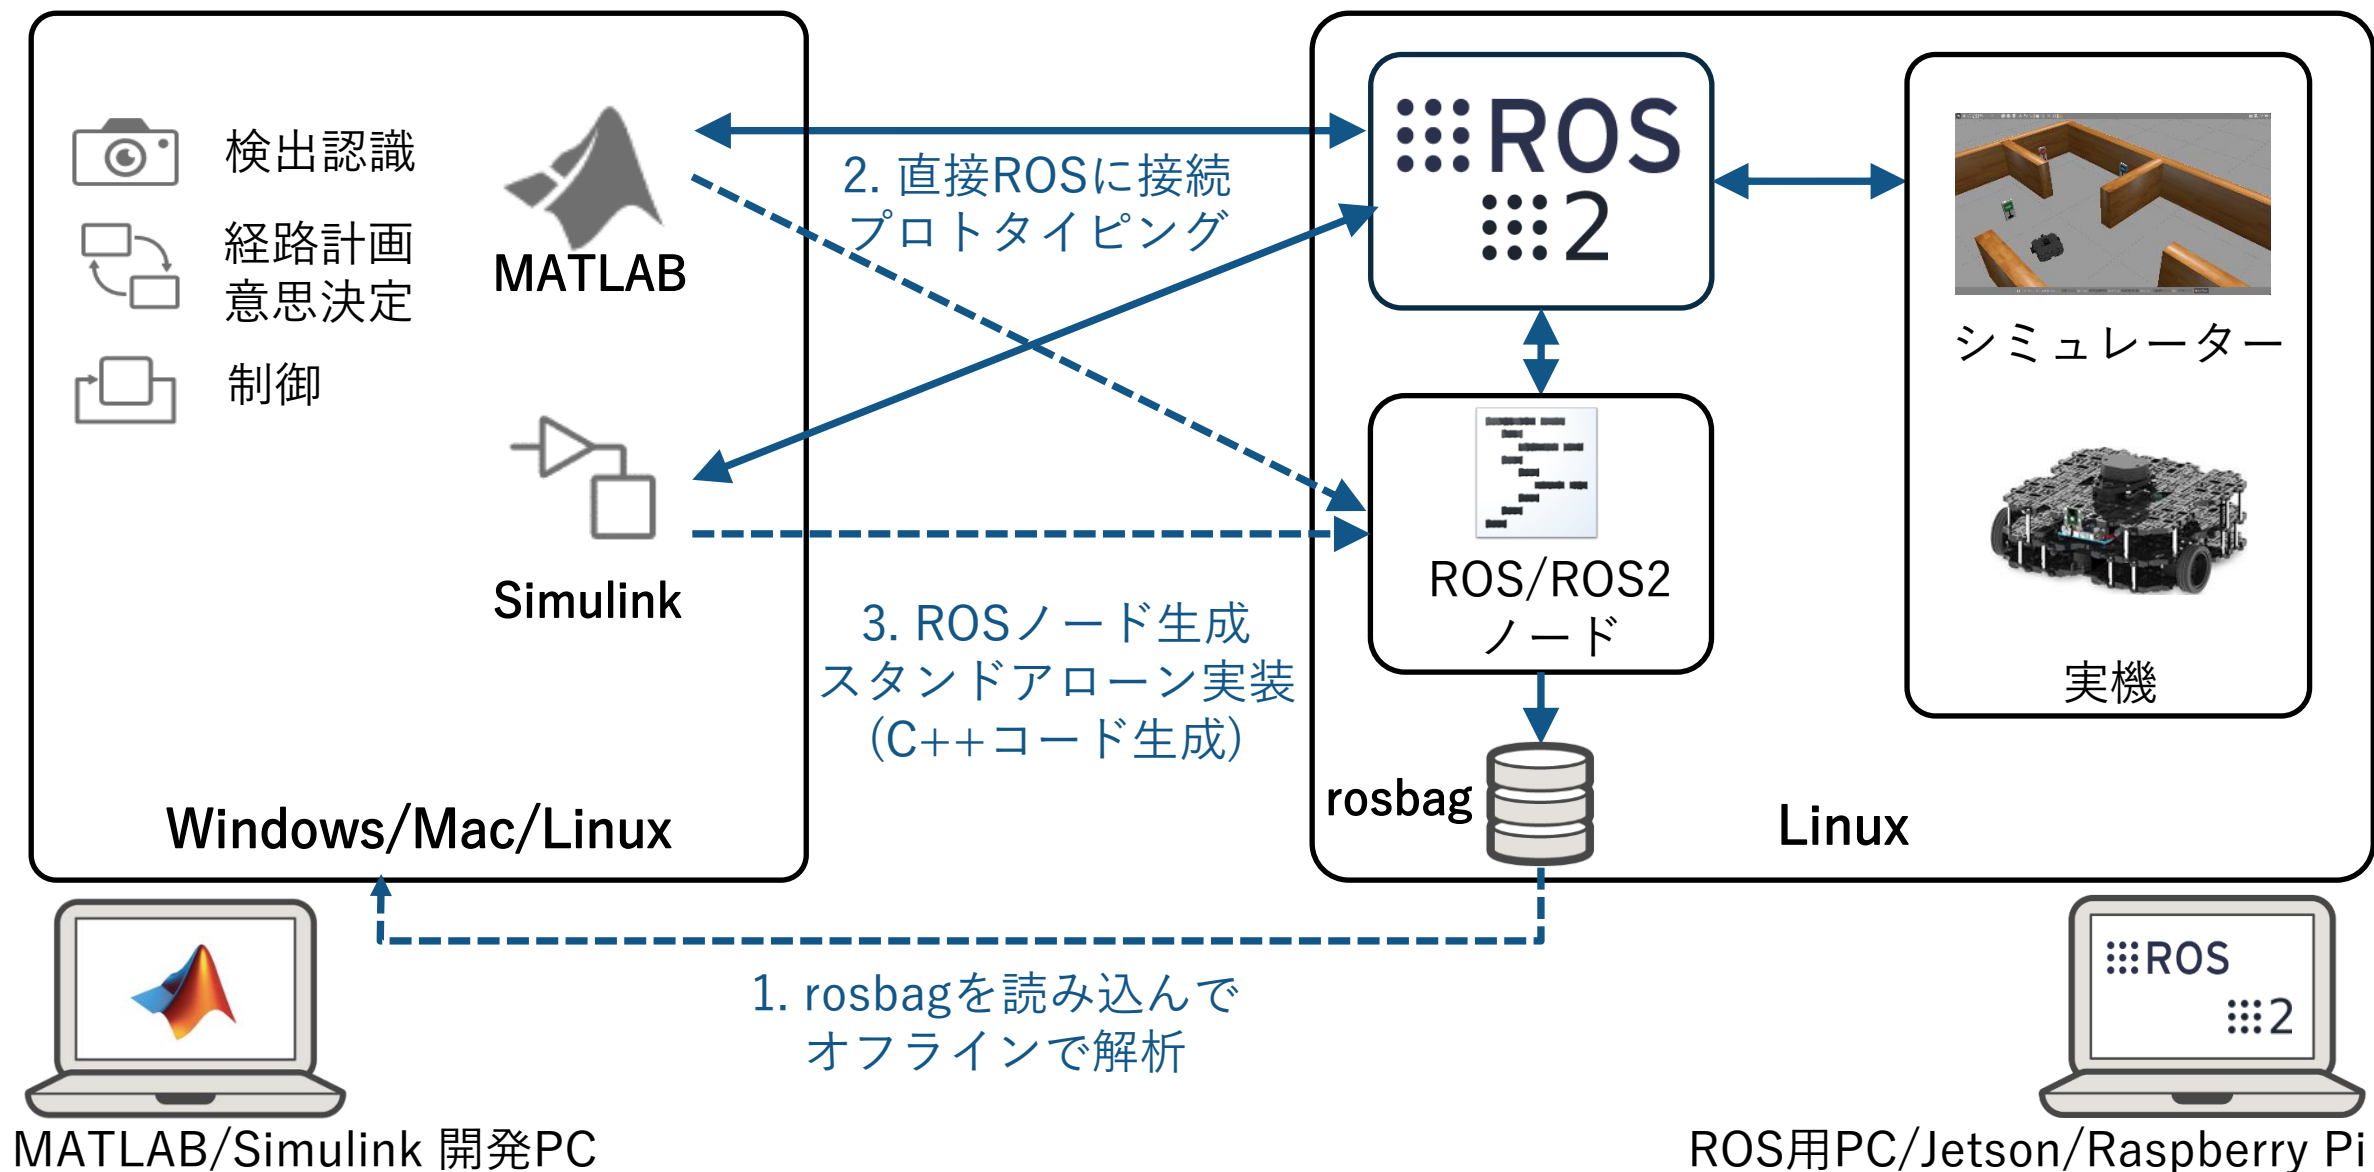 検出認識
経路計画
意思決定
制御
MATLAB
Simulink
Windows/Mac/Linux
2. 直接ROSに接続
プロトタイピング
3. ROSノード生成
スタンドアローン実装
(C++コード生成)
ROS
2
ROS/ROS2
ノード
rosbag
シミュレーター
実機
Linux
1. rosbagを読み込んで
オフラインで解析
MATLAB/Simulink 開発PC
ROS
2
ROS用PC/Jetson/Raspberry Pi